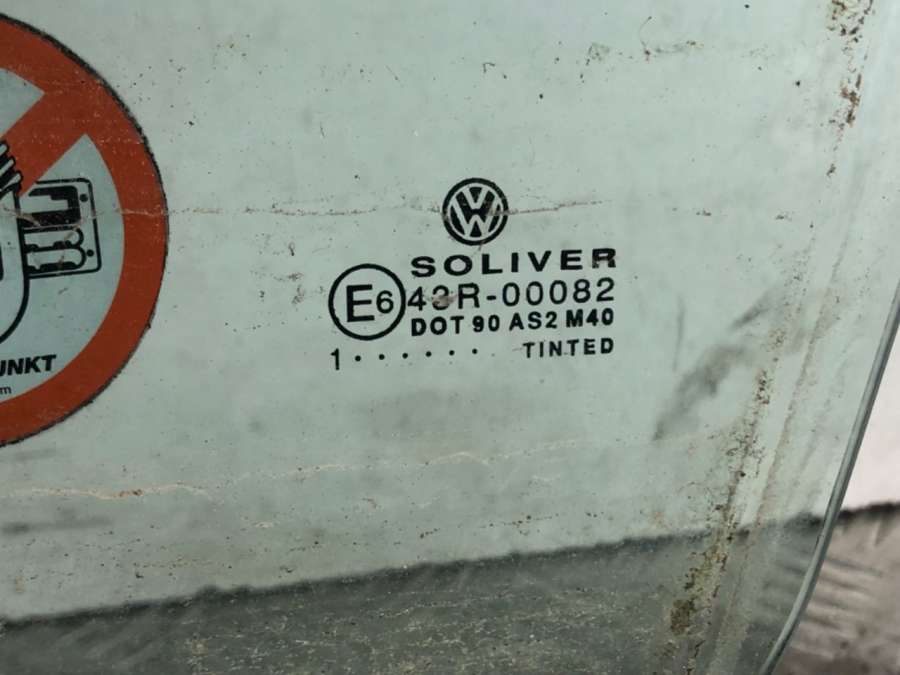 SOLIVER
E6 43R-00082
DOT 90 AS2 M40
1 · · · · · · · TINTED
UNKT
m